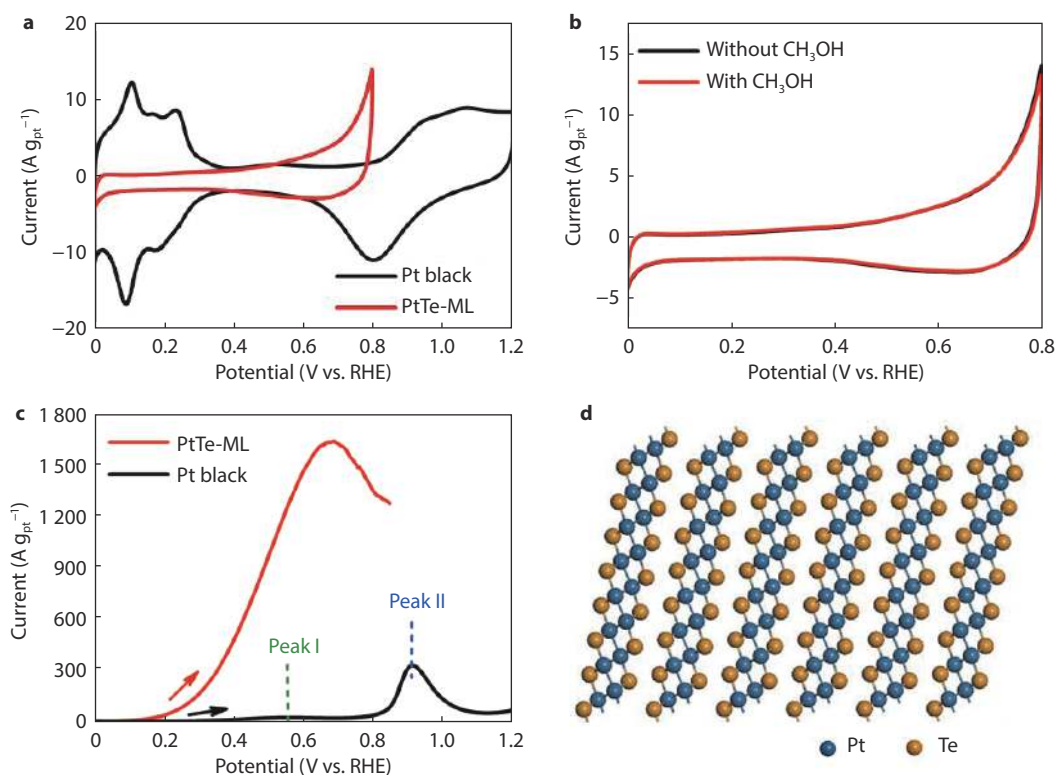 a
20
10
0
−10
−20
Current (A gₚₜ⁻¹)
Pt black
PtTe-ML
0 0.2 0.4 0.6 0.8 1.0 1.2
Potential (V vs. RHE)
b
15
10
5
0
−5
Current (A gₚₜ⁻¹)
Without CH₃OH
With CH₃OH
0 0.2 0.4 0.6 0.8
Potential (V vs. RHE)
c
1 800
1 500
1 200
900
600
300
0
Current (A gₚₜ⁻¹)
PtTe-ML
Pt black
Peak II
Peak I
0 0.2 0.4 0.6 0.8 1.0 1.2
Potential (V vs. RHE)
d
Pt Te